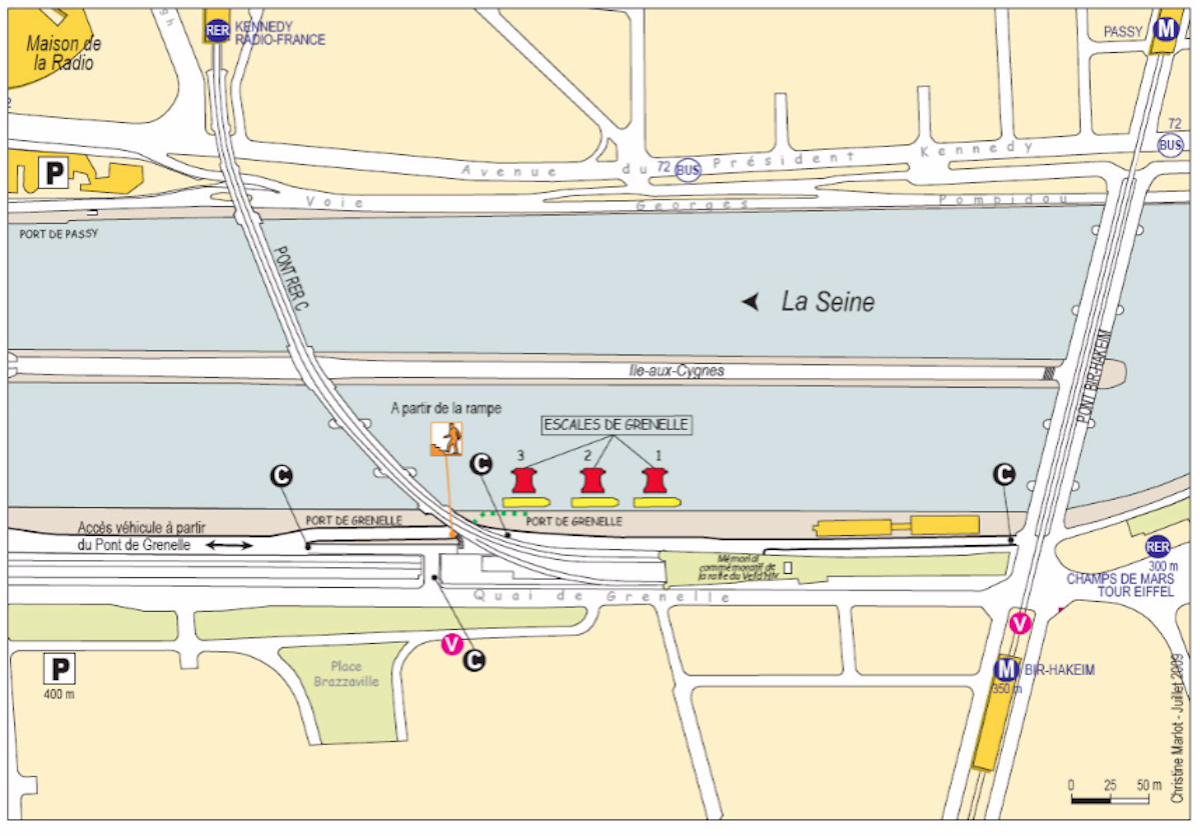 Maison de
la Radio
gh
RER
KENNEDY
RADIO-FRANCE
PASSY
M
72
BUS
P
Avenue du Président Kennedy
72
BUS
Voie Georges Pompidou
PORT DE PASSY
PONT RER C
La Seine
PONT BIR-HAKEIM
Ile-aux-Cygnes
A partir de la rampe
ESCALES DE GRENELLE
3
2
1
C
C
C
Accès véhicule à partir
du Pont de Grenelle
PORT DE GRENELLE
PORT DE GRENELLE
Mémorial
commémoratif de
la rafle du Vel d'HIV
RER
300 m
CHAMPS DE MARS
TOUR EIFFEL
Quai de Grenelle
V
C
V
P
400 m
Place
Brazzaville
M
BIR-HAKEIM
350 m
0 25 50 m
Christine Marlot - Juillet 2009